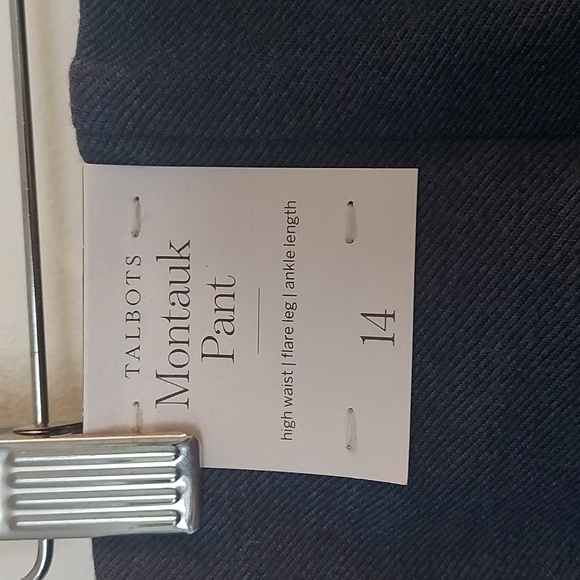 TALBOTS
Montauk
Pant
high waist | flare leg | ankle length
14